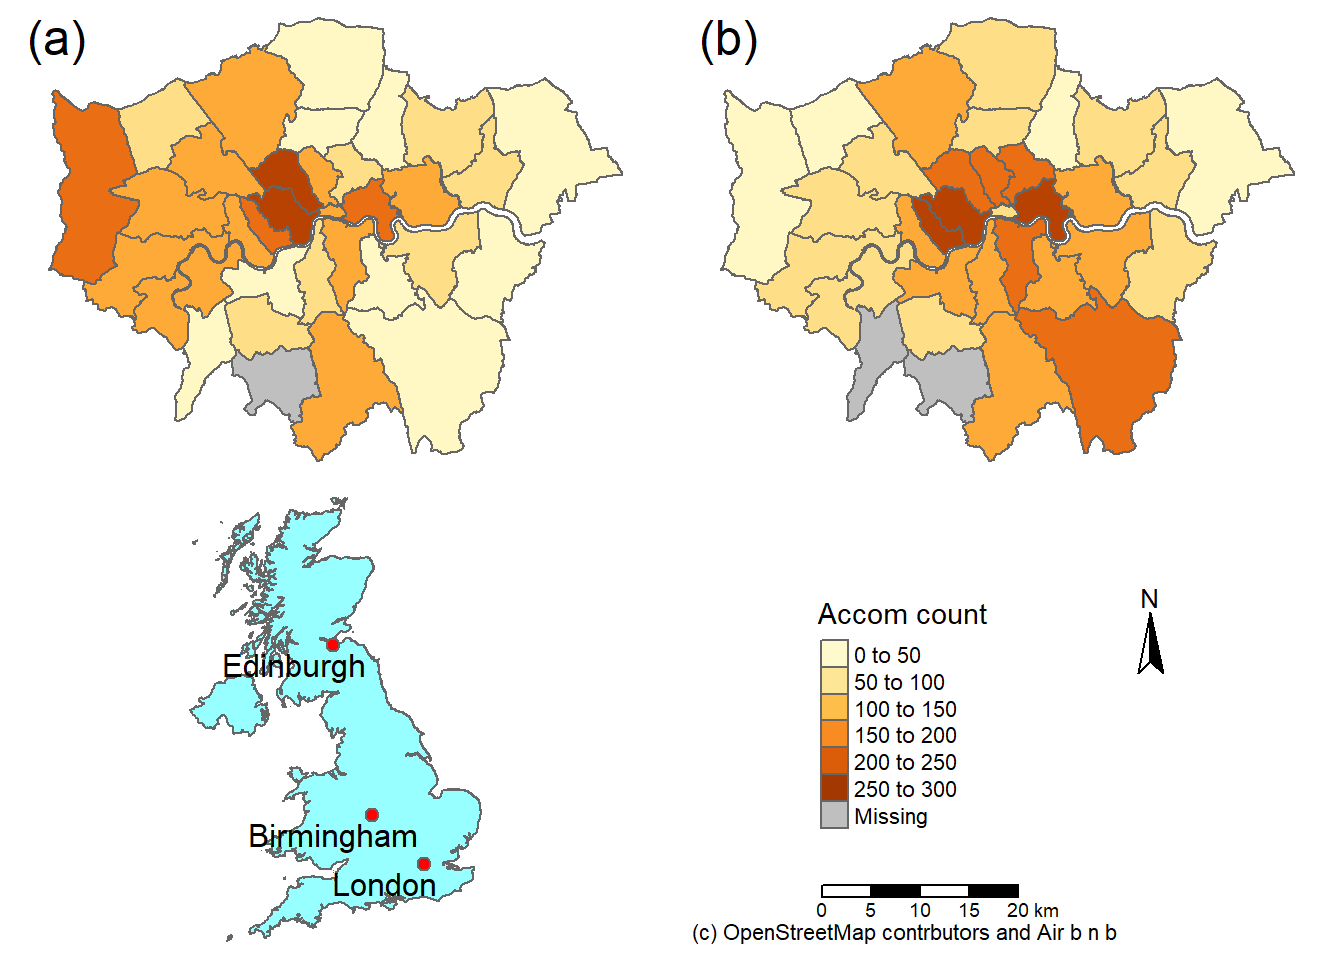 (a)
(b)
Edinburgh
Birmingham
London
Accom count
0 to 50
50 to 100
100 to 150
150 to 200
200 to 250
250 to 300
Missing
N
0 5 10 15 20 km
(c) OpenStreetMap contrbutors and Air b n b